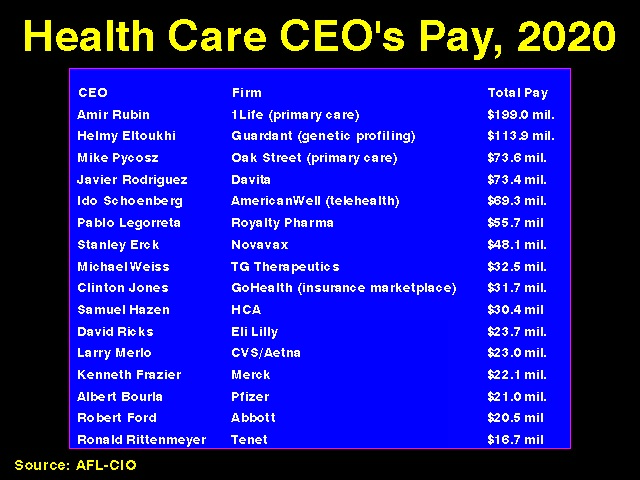 Health Care CEO's Pay, 2020
CEO Firm Total Pay
Amir Rubin 1Life (primary care) $199.0 mil.
Helmy Eltoukhi Guardant (genetic profiling) $113.9 mil.
Mike Pycosz Oak Street (primary care) $73.6 mil.
Javier Rodriguez Davita $73.4 mil.
Ido Schoenberg AmericanWell (telehealth) $69.3 mil.
Pablo Legorreta Royalty Pharma $55.7 mil
Stanley Erck Novavax $48.1 mil.
Michael Weiss TG Therapeutics $32.5 mil.
Clinton Jones GoHealth (insurance marketplace) $31.7 mil.
Samuel Hazen HCA $30.4 mil
David Ricks Eli Lilly $23.7 mil.
Larry Merlo CVS/Aetna $23.0 mil.
Kenneth Frazier Merck $22.1 mil.
Albert Bourla Pfizer $21.0 mil.
Robert Ford Abbott $20.5 mil
Ronald Rittenmeyer Tenet $16.7 mil
Source: AFL-CIO